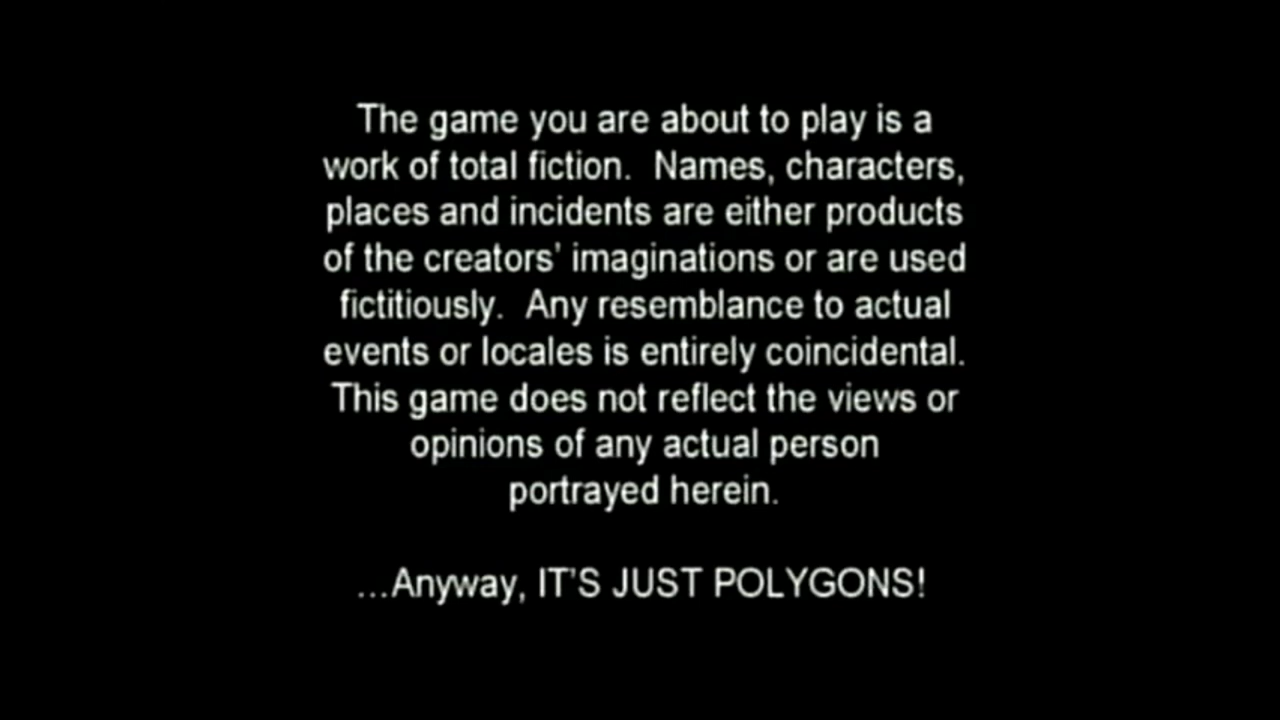 The game you are about to play is a
work of total fiction.  Names, characters,
places and incidents are either products
of the creators' imaginations or are used
fictitiously.  Any resemblance to actual
events or locales is entirely coincidental.
This game does not reflect the views or
opinions of any actual person
portrayed herein.
...Anyway, IT'S JUST POLYGONS!